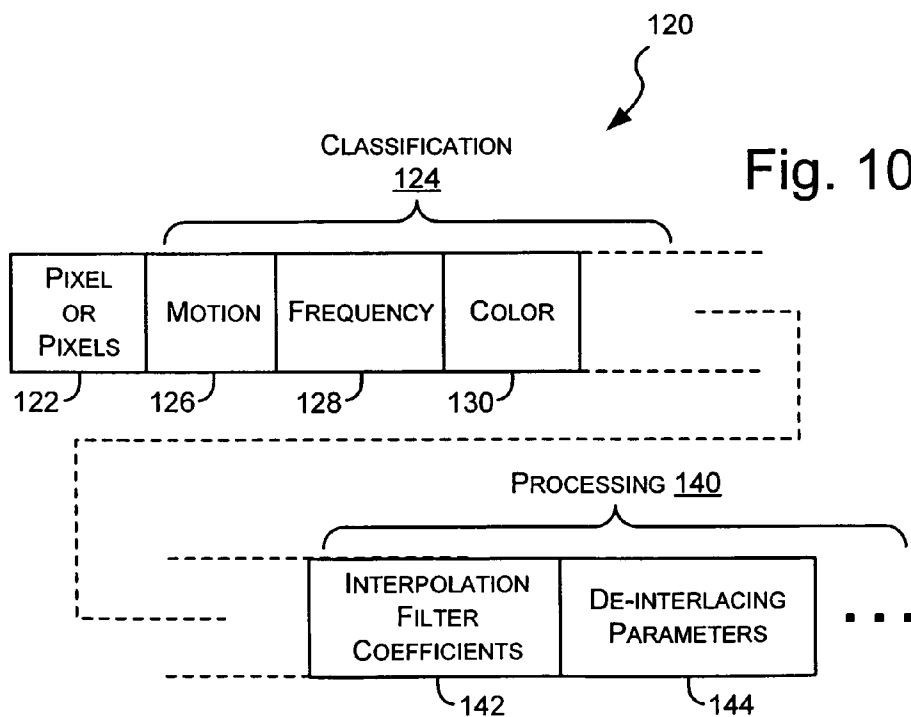 120
CLASSIFICATION
124
Fig. 10
PIXEL
OR
PIXELS
MOTION
FREQUENCY
COLOR
122
126
128
130
PROCESSING 140
INTERPOLATION
FILTER
COEFFICIENTS
DE-INTERLACING
PARAMETERS
. . .
142
144